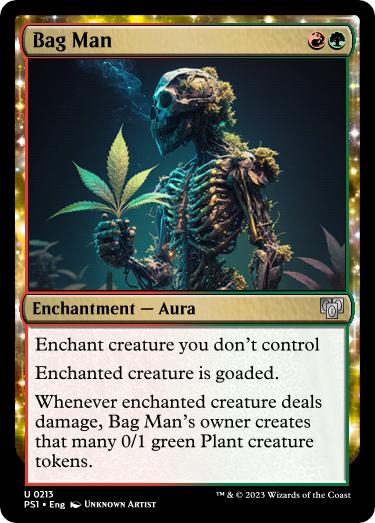 Bag Man
Enchantment — Aura
Enchant creature you don't control
Enchanted creature is goaded.
Whenever enchanted creature deals
damage, Bag Man's owner creates
that many 0/1 green Plant creature
tokens.
U 0213
PS1 • Eng Unknown Artist
™ & © 2023 Wizards of the Coast